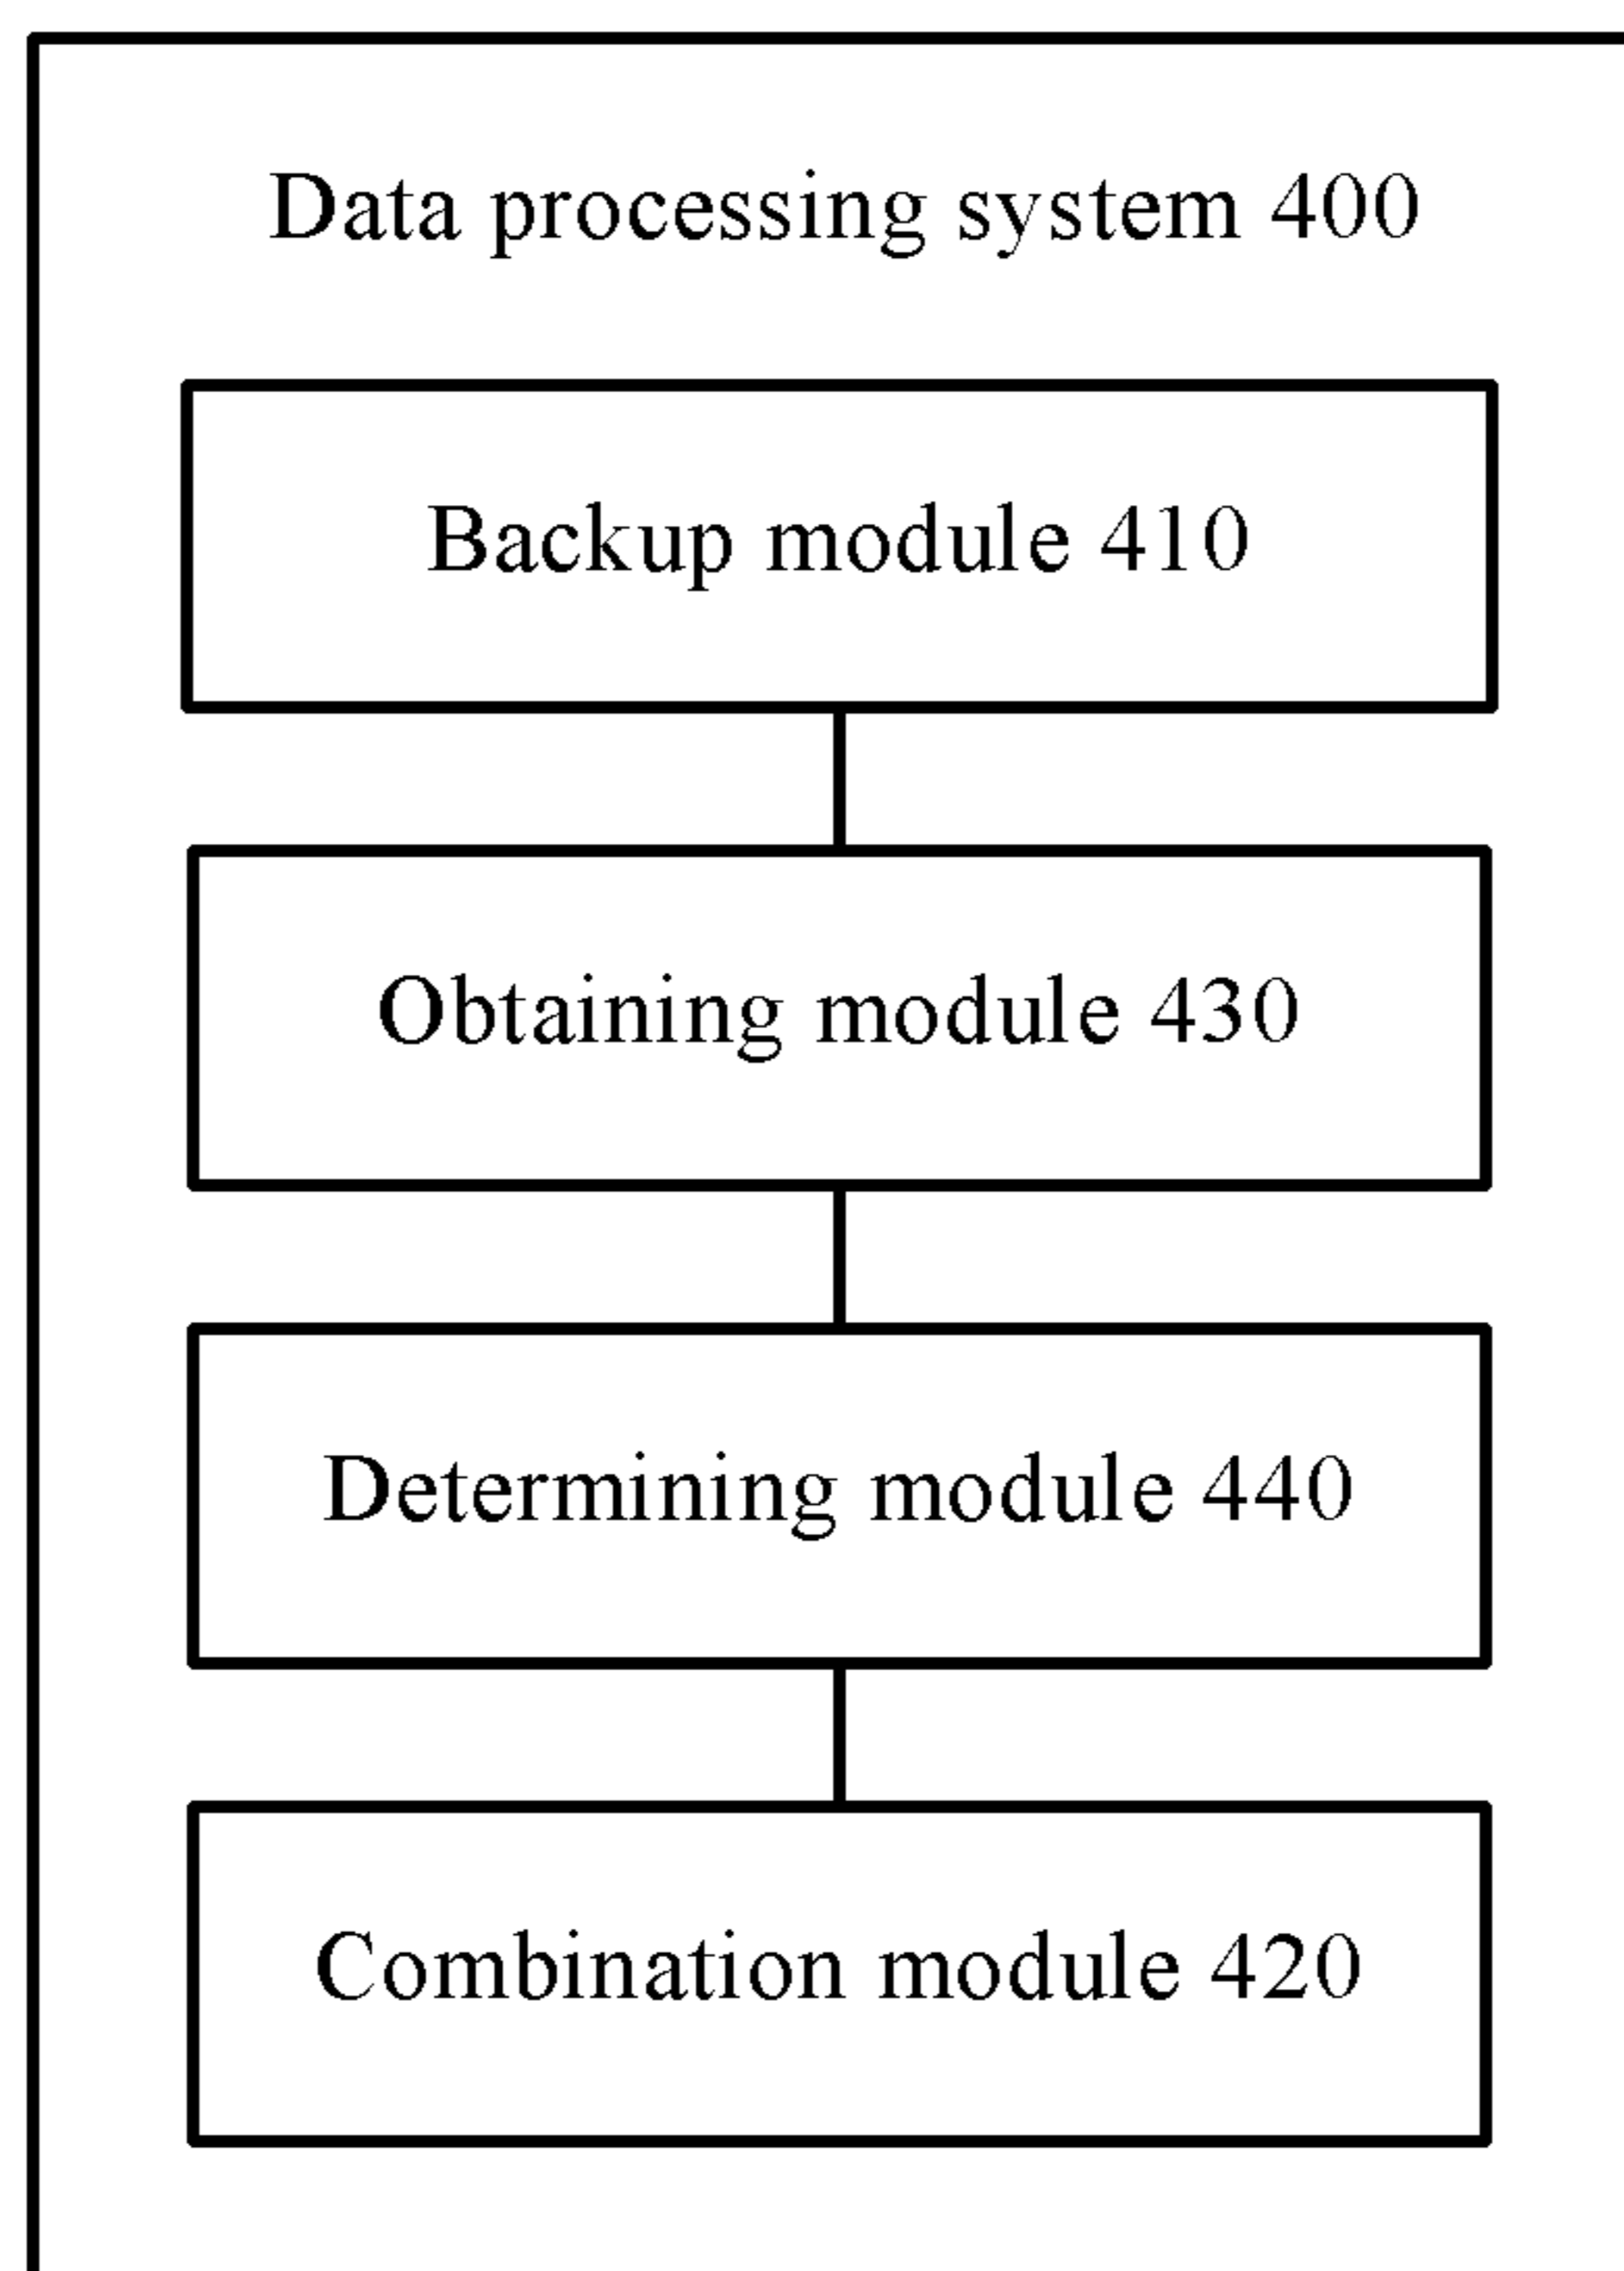 Data processing system 400
Backup module 410
Obtaining module 430
Determining module 440
Combination module 420